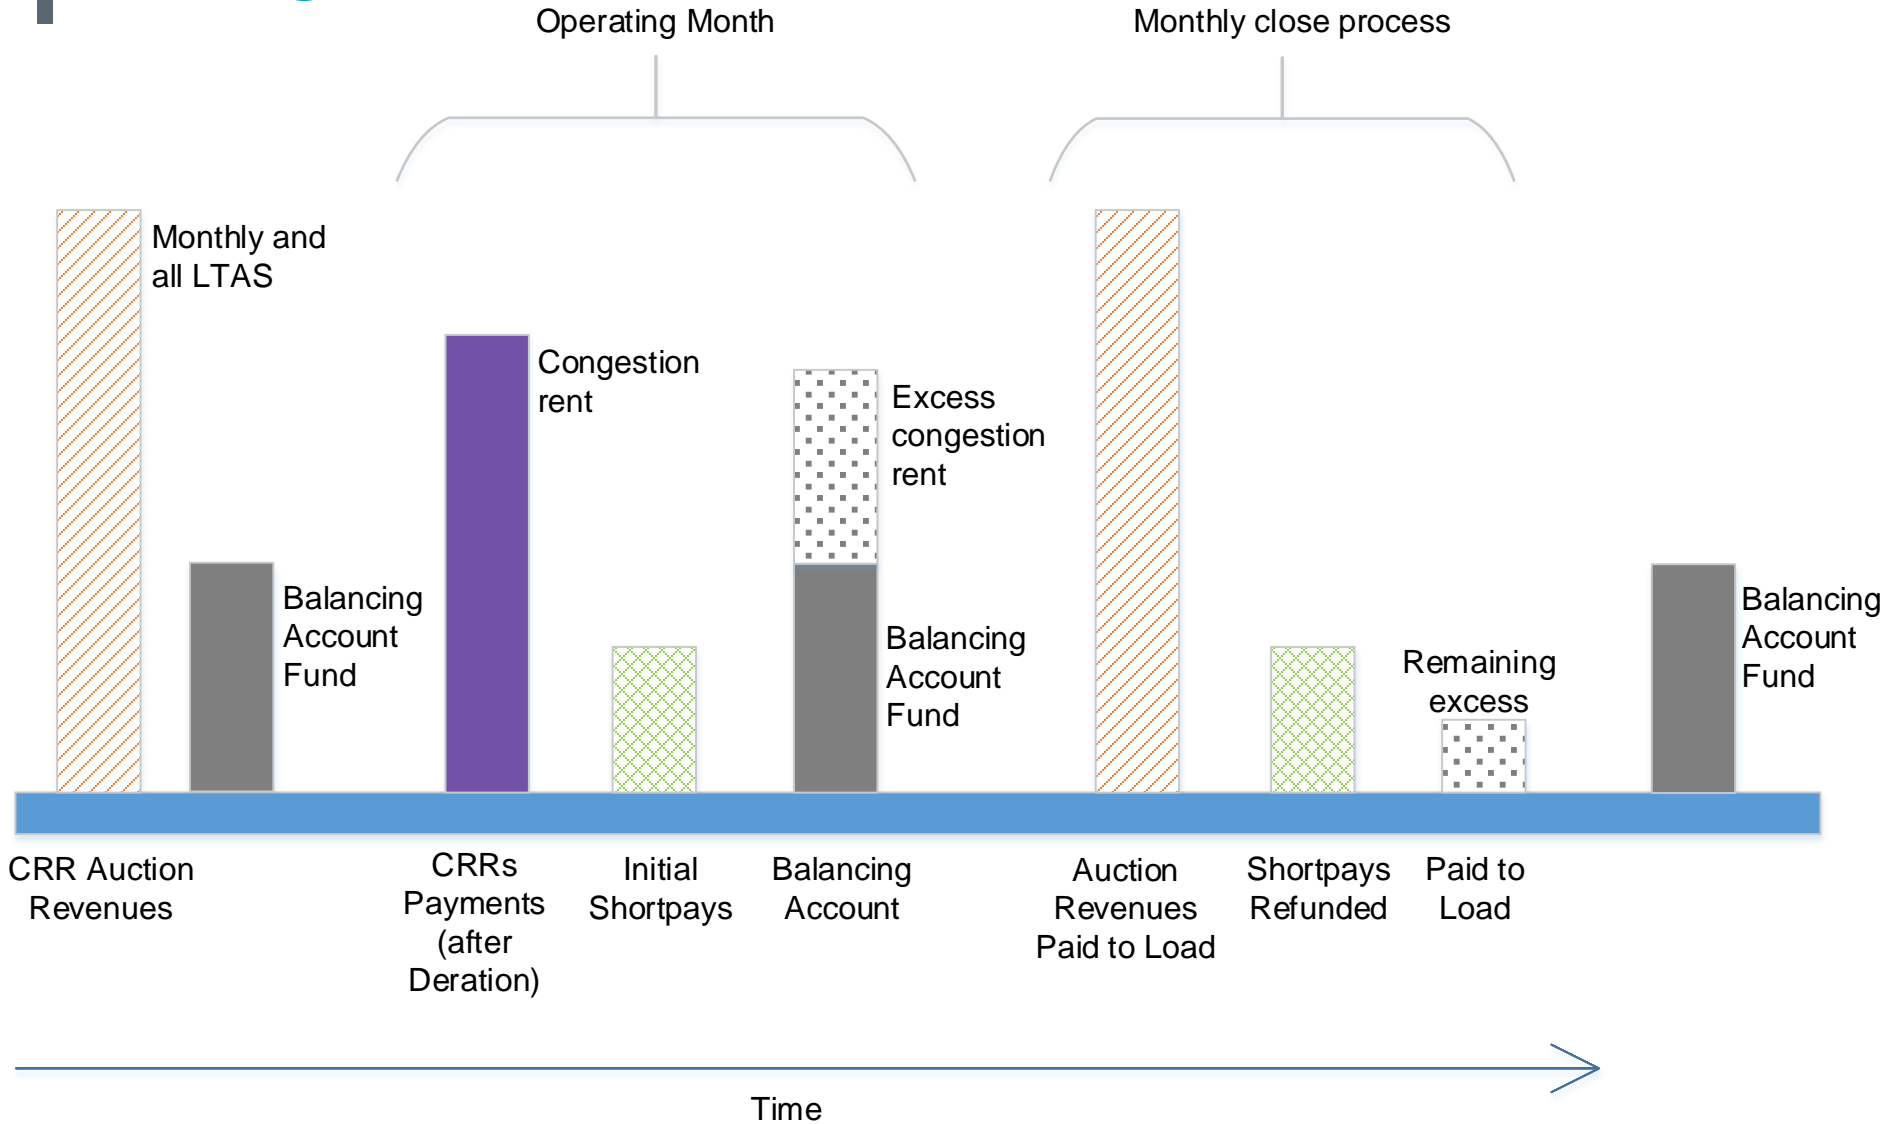 Operating Month
Monthly close process
Monthly and
all LTAS
Congestion
rent
Excess
congestion
rent
Balancing
Account
Fund
Balancing
Account
Fund
Remaining
excess
Balancing
Account
Fund
CRR Auction
Revenues
CRRs
Payments
(after
Deration)
Initial
Shortpays
Balancing
Account
Auction
Revenues
Paid to Load
Shortpays
Refunded
Paid to
Load
Time